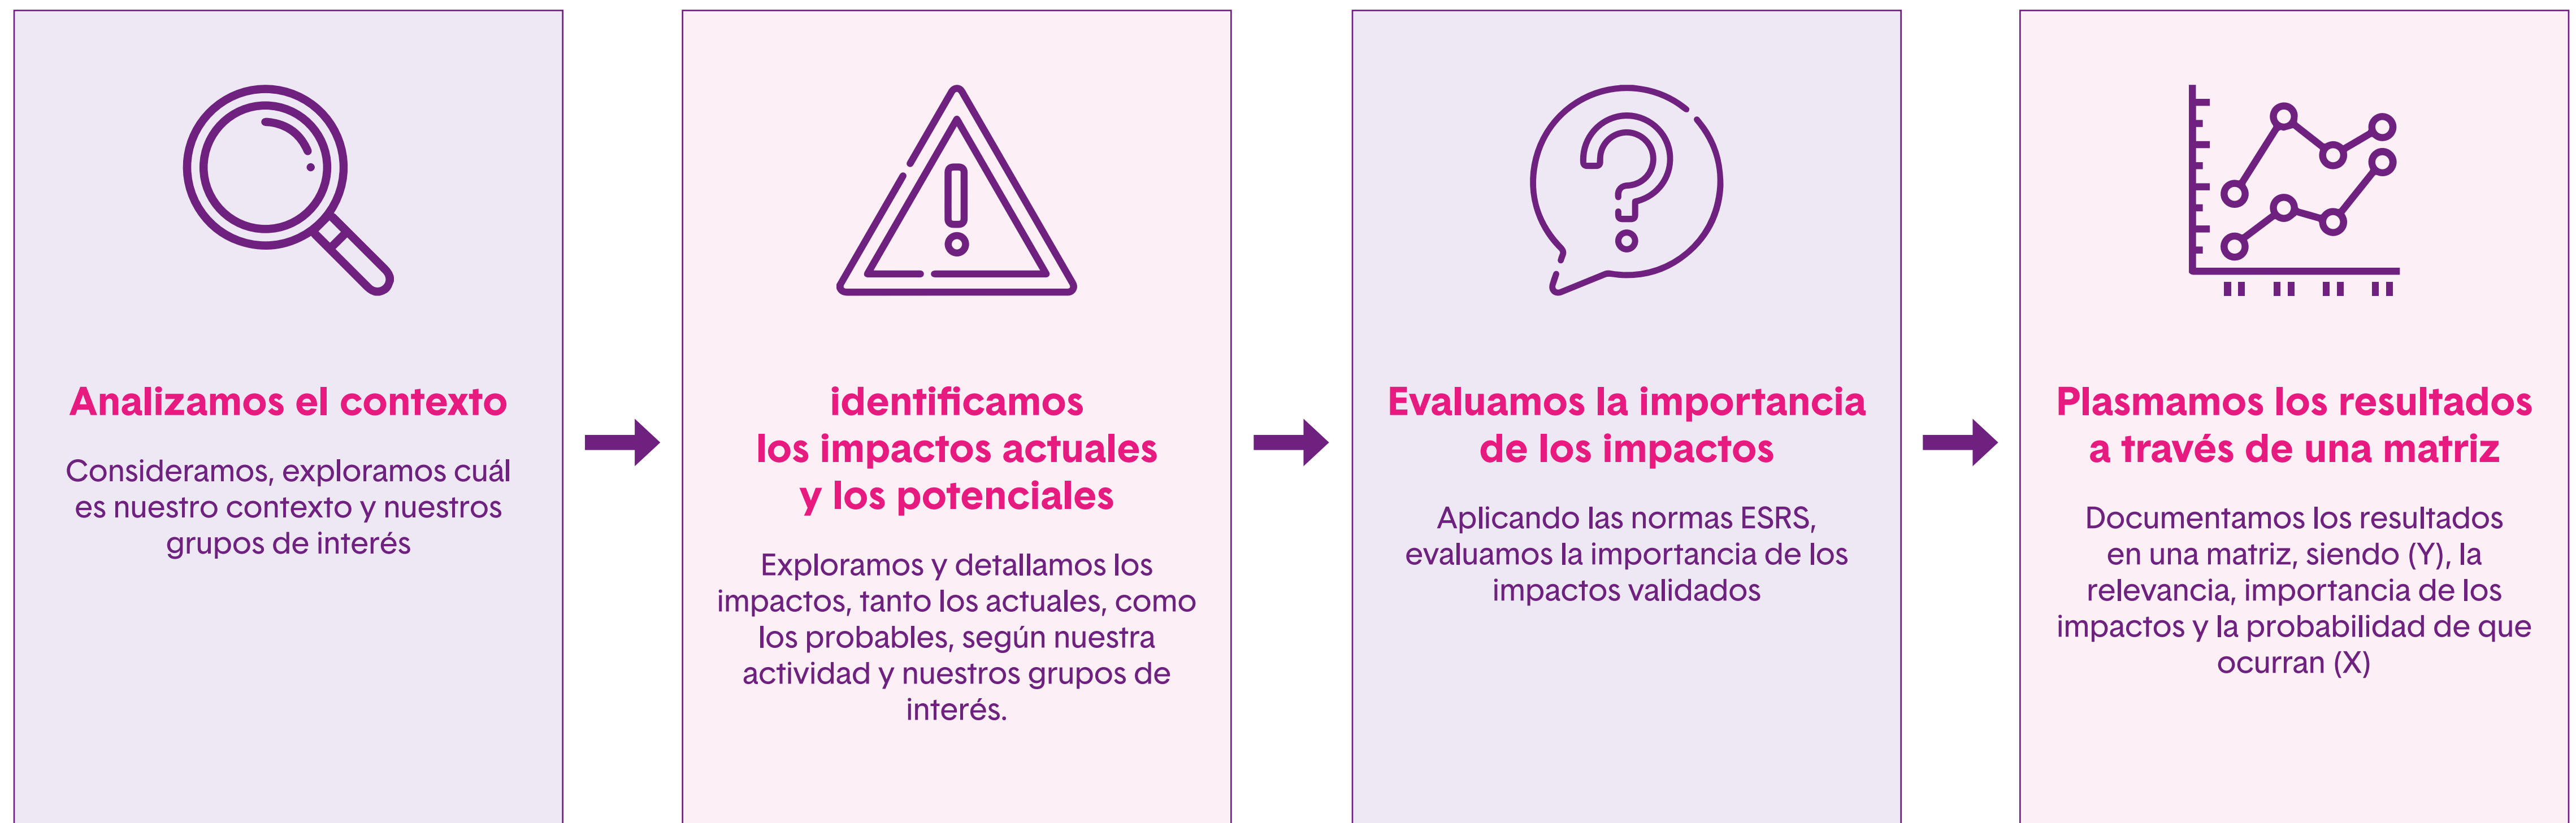 Analizamos el contexto
Consideramos, exploramos cuál
es nuestro contexto y nuestros
grupos de interés
identificamos
los impactos actuales
y los potenciales
Exploramos y detallamos los
impactos, tanto los actuales, como
los probables, según nuestra
actividad y nuestros grupos de
interés.
Evaluamos la importancia
de los impactos
Aplicando las normas ESRS,
evaluamos la importancia de los
impactos validados
Plasmamos los resultados
a través de una matriz
Documentamos los resultados
en una matriz, siendo (Y), la
relevancia, importancia de los
impactos y la probabilidad de que
ocurran (X)